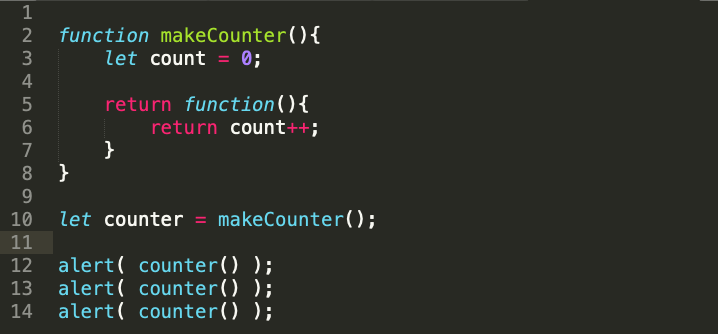 1
2 function makeCounter(){
3     let count = 0;
4
5     return function(){
6         return count++;
7     }
8 }
9
10 let counter = makeCounter();
11
12 alert( counter() );
13 alert( counter() );
14 alert( counter() );